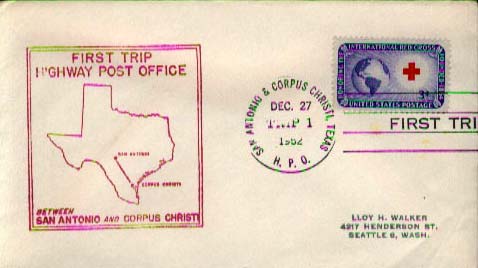 FIRST TRIP
HIGHWAY POST OFFICE
SAN ANTONIO
CORPUS CHRISTI
BETWEEN
SAN ANTONIO AND CORPUS CHRISTI
SAN ANTONIO & CORPUS CHRISTI, TEXAS
DEC. 27
TRIP 1
1952
H. P. O.
INTERNATIONAL RED CROSS
3¢
UNITED STATES POSTAGE
FIRST TRI
LLOY H. WALKER
4217 HENDERSON ST.
SEATTLE 8, WASH.